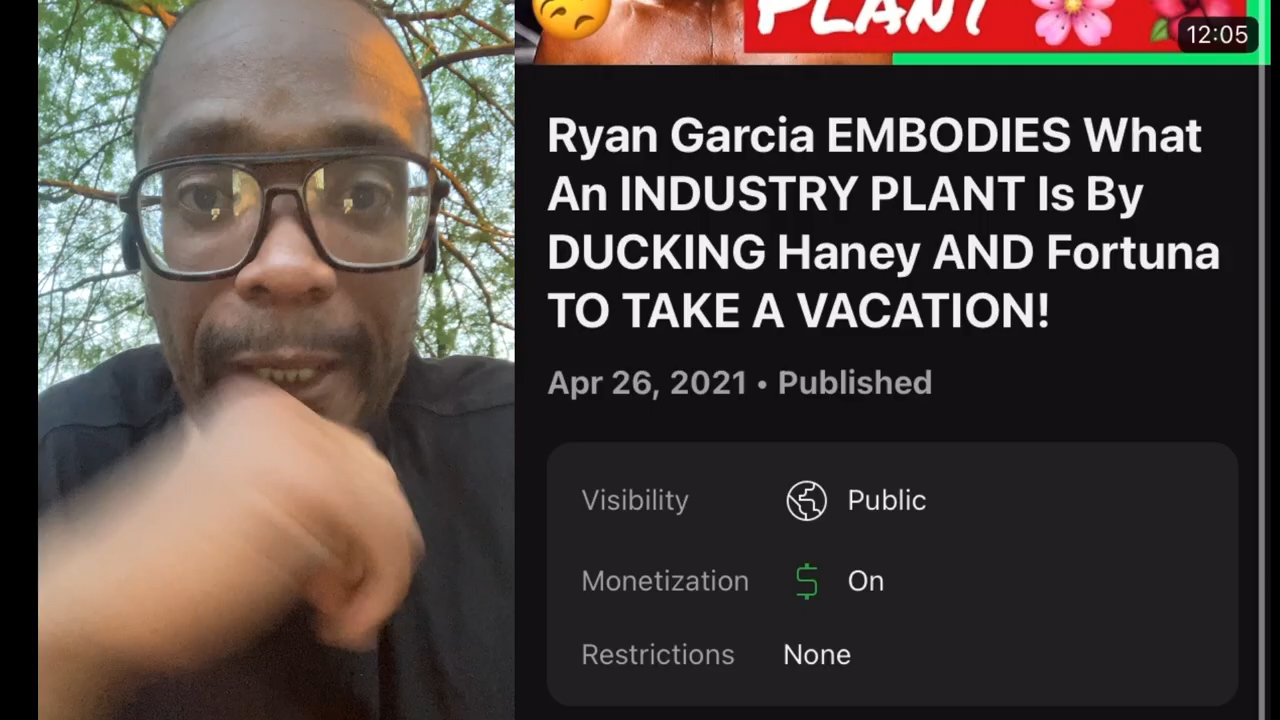 PLANT
12:05
Ryan Garcia EMBODIES What
An INDUSTRY PLANT Is By
DUCKING Haney AND Fortuna
TO TAKE A VACATION!
Apr 26, 2021 • Published
Visibility Public
Monetization $ On
Restrictions None